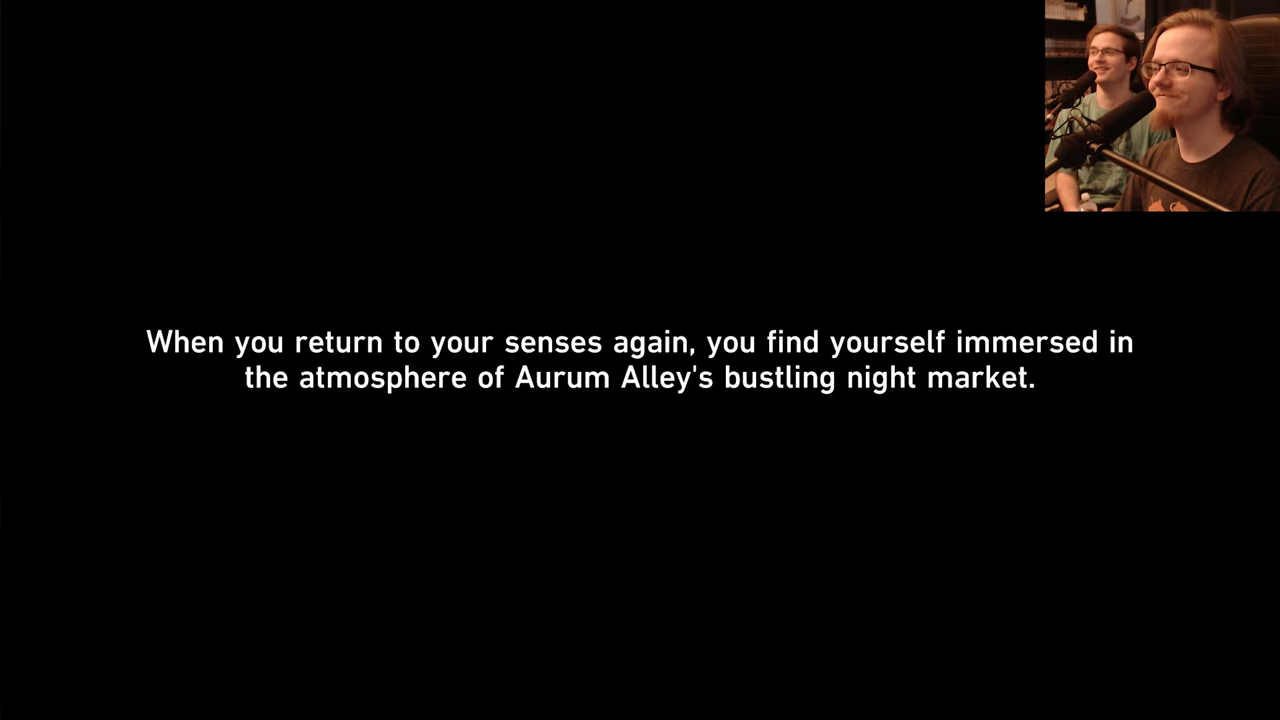 When you return to your senses again, you find yourself immersed in
the atmosphere of Aurum Alley's bustling night market.